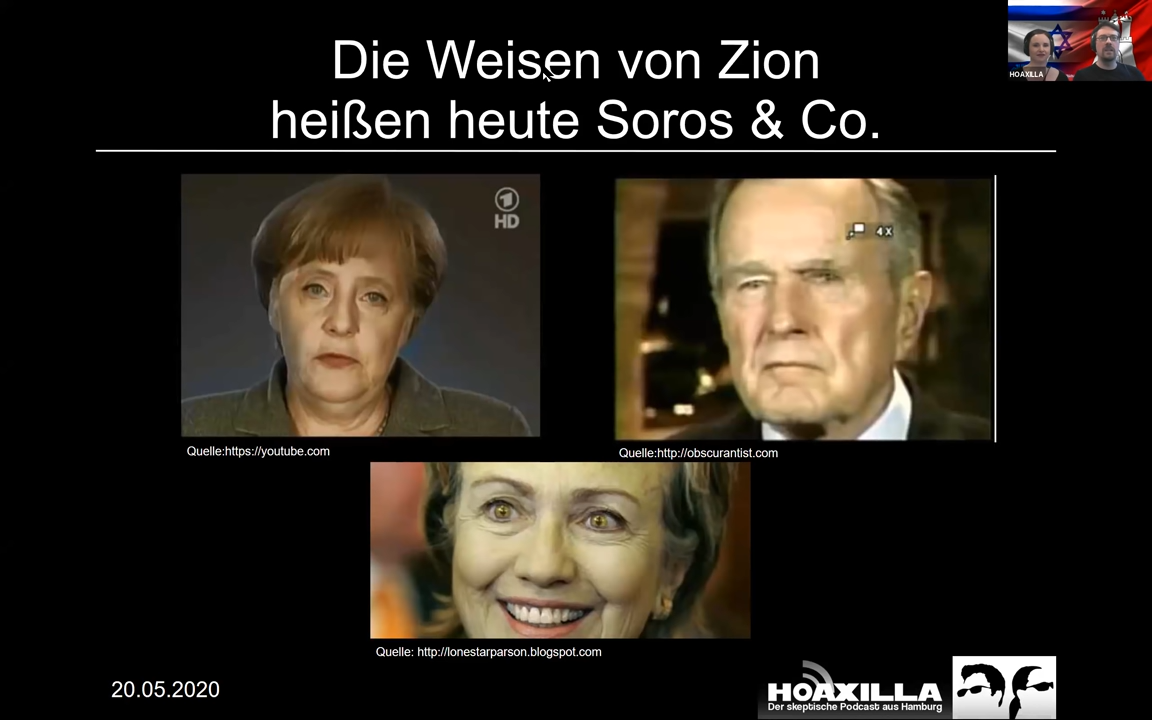 Die Weisen von Zion
heißen heute Soros & Co.
HOAXILLA
HD
4X
Quelle:https://youtube.com
Quelle:http://obscurantist.com
Quelle: http://lonestarparson.blogspot.com
20.05.2020
HOAXILLA
Der skeptische Podcast aus Hamburg